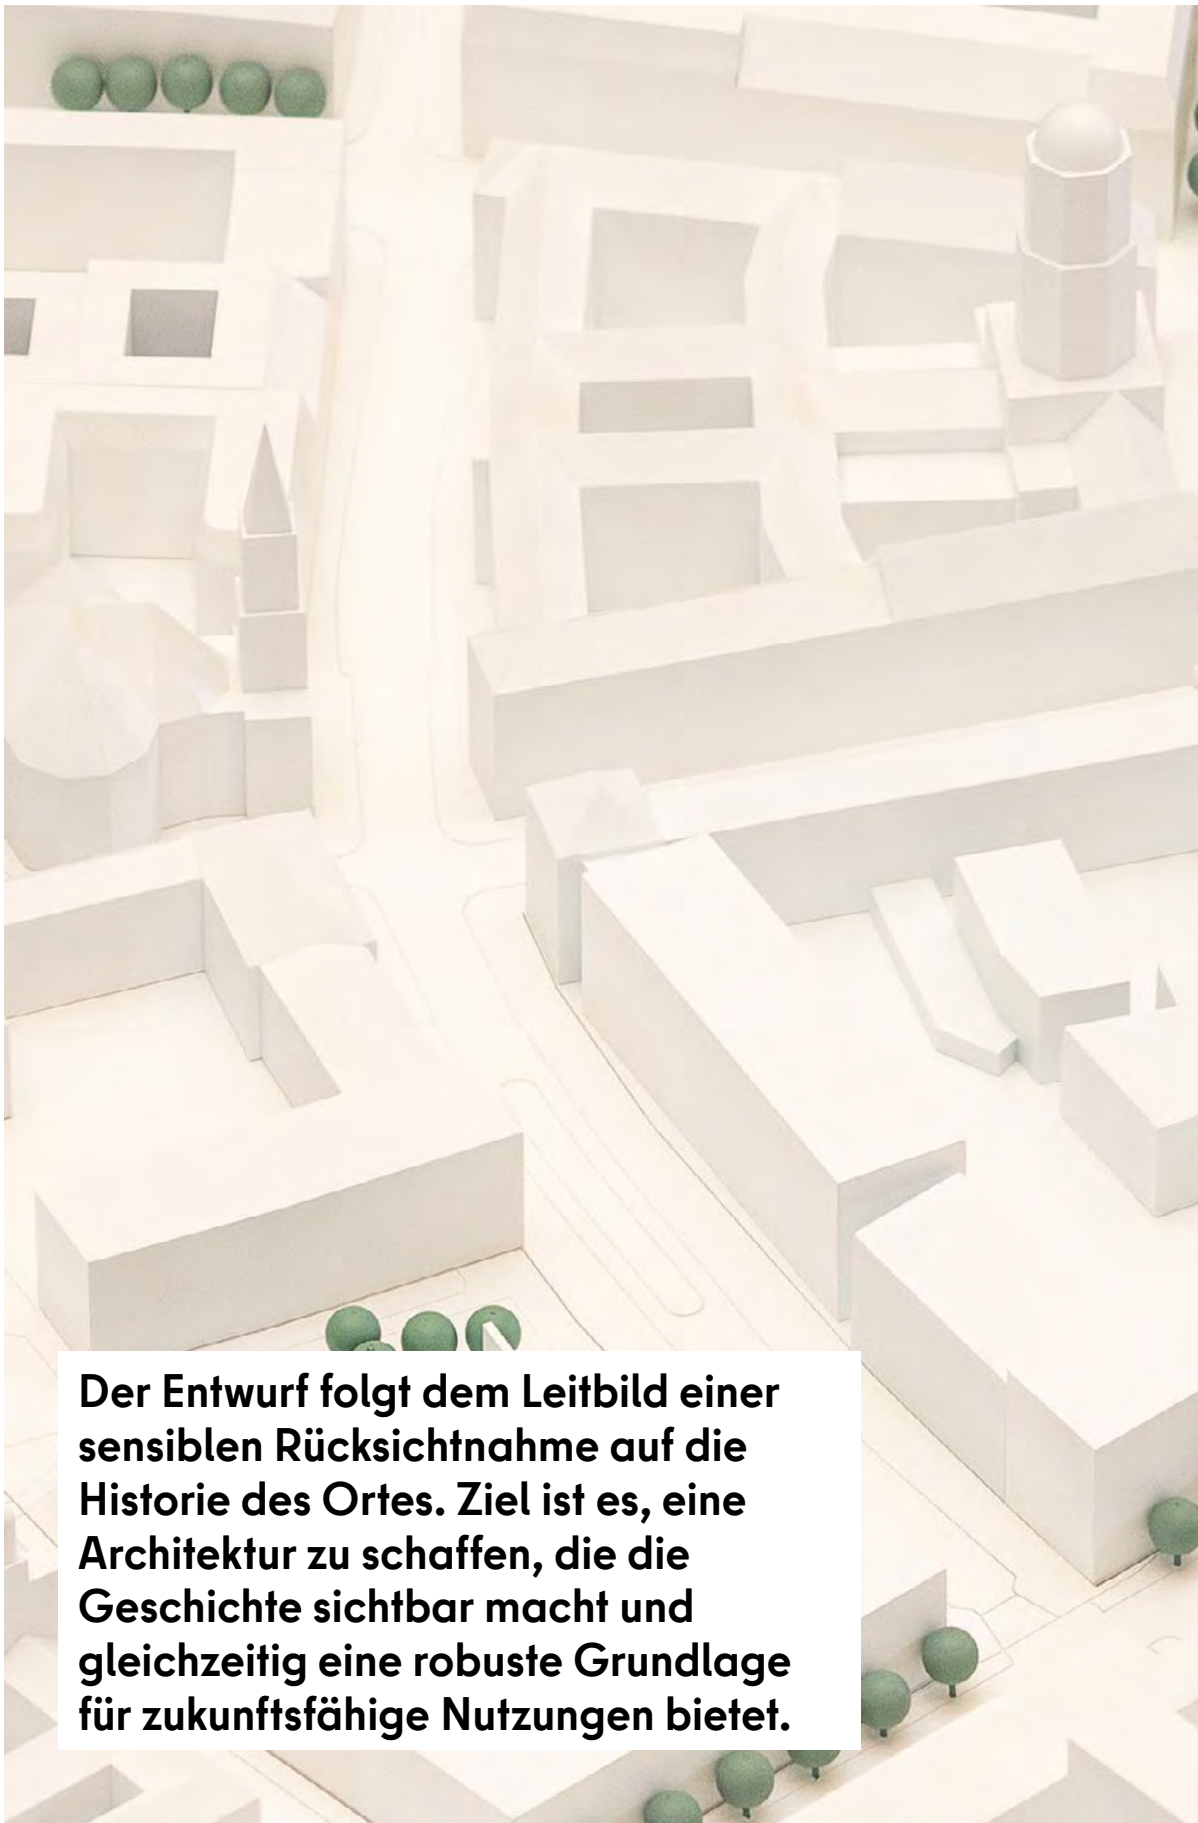 Der Entwurf folgt dem Leitbild einer
sensiblen Rücksichtnahme auf die
Historie des Ortes. Ziel ist es, eine
Architektur zu schaffen, die die
Geschichte sichtbar macht und
gleichzeitig eine robuste Grundlage
für zukunftsfähige Nutzungen bietet.